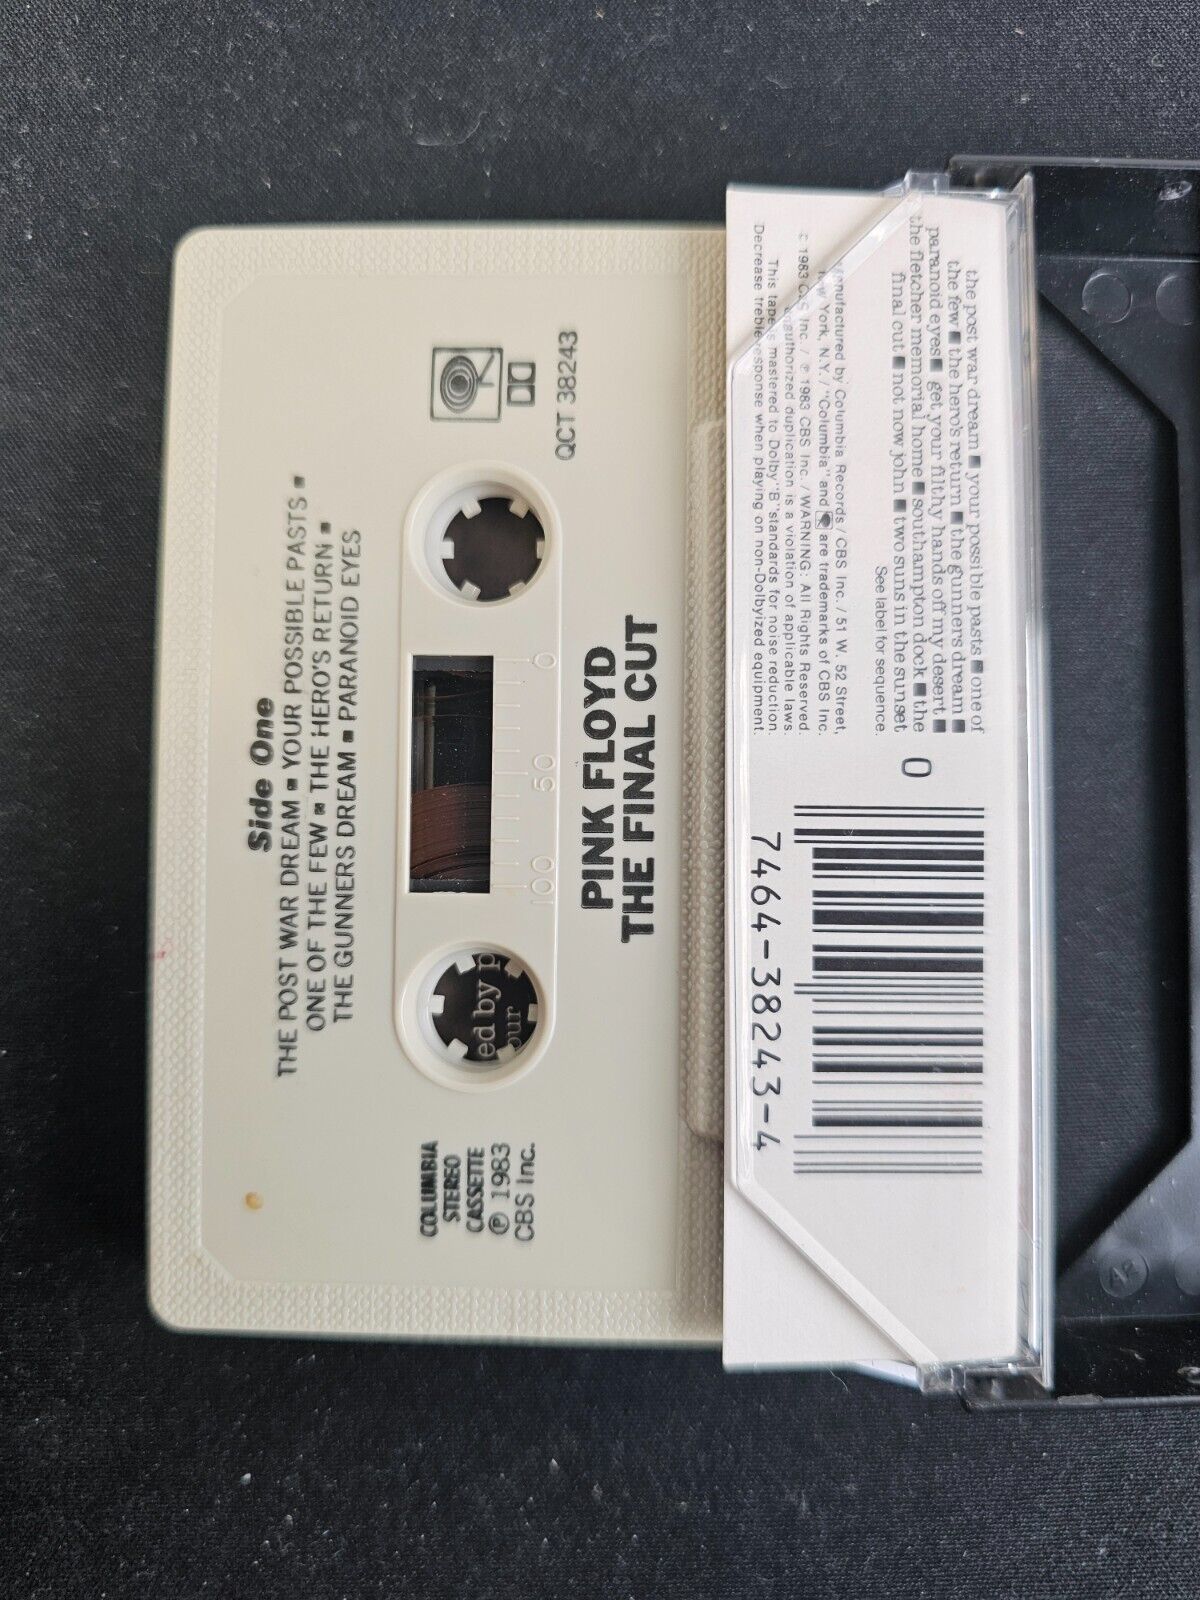 Side One
THE POST WAR DREAM ■ YOUR POSSIBLE PASTS ■
ONE OF THE FEW ■ THE HERO'S RETURN ■
THE GUNNERS DREAM ■ PARANOID EYES
COLUMBIA
STEREO
CASSETTE
℗ 1983
CBS Inc.
QCT 38243
100 50 0
ed by p
our
PINK FLOYD
THE FINAL CUT
the post war dream ■ your possible pasts ■ one of
the few ■ the hero's return ■ the gunners dream ■
paranoid eyes ■ get your filthy hands off my desert ■
the fletcher memorial home ■ southampton dock ■ the
final cut ■ not now john ■ two suns in the sunset
See label for sequence.
Manufactured by Columbia Records / CBS Inc. / 51 W. 52 Street,
New York, N.Y. / "Columbia" and are trademarks of CBS Inc.
© 1983 CBS Inc. / ℗ 1983 CBS Inc. / WARNING: All Rights Reserved.
Unauthorized duplication is a violation of applicable laws.
This tape is mastered to Dolby "B" standards for noise reduction.
Decrease treble response when playing on non-Dolbyized equipment.
0
7464-38243-4